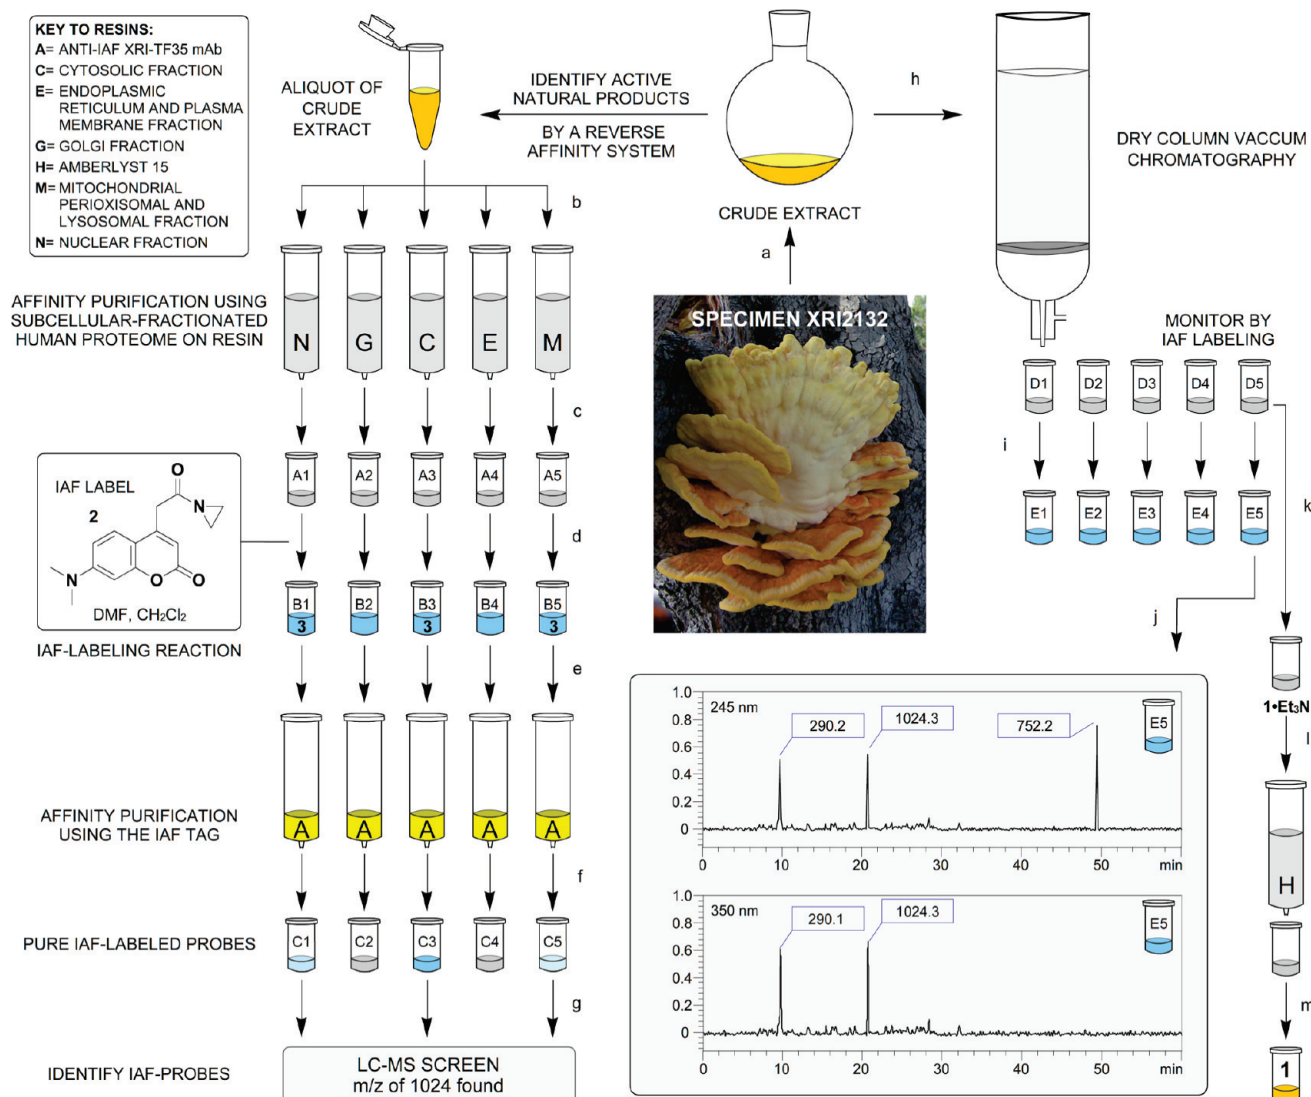 KEY TO RESINS:
A= ANTI-IAF XRI-TF35 mAb
C= CYTOSOLIC FRACTION
E= ENDOPLASMIC
RETICULUM AND PLASMA
MEMBRANE FRACTION
G= GOLGI FRACTION
H= AMBERLYST 15
M= MITOCHONDRIAL
PERIOXISOMAL AND
LYSOSOMAL FRACTION
N= NUCLEAR FRACTION
ALIQUOT OF
CRUDE
EXTRACT
IDENTIFY ACTIVE
NATURAL PRODUCTS
BY A REVERSE
AFFINITY SYSTEM
h
DRY COLUMN VACCUM
CHROMATOGRAPHY
CRUDE EXTRACT
a
b
AFFINITY PURIFICATION USING
SUBCELLULAR-FRACTIONATED
HUMAN PROTEOME ON RESIN
N G C E M
SPECIMEN XRI2132
MONITOR BY
IAF LABELING
c
D1 D2 D3 D4 D5
i
A1 A2 A3 A4 A5
E1 E2 E3 E4 E5
k
IAF LABEL
2
O
N
N
O
O
DMF, CH₂Cl₂
d
B1 B2 B3 B4 B5
3 3 3
IAF-LABELING REACTION
j
e
1•Et₃N
l
AFFINITY PURIFICATION
USING THE IAF TAG
A A A A A
H
f
PURE IAF-LABELED PROBES
C1 C2 C3 C4 C5
g
m
1
IDENTIFY IAF-PROBES
LC-MS SCREEN
m/z of 1024 found
1.0
0.8
0.6
0.4
0.2
0
245 nm
290.2
1024.3
752.2
E5
0 10 20 30 40 50 min
1.0
0.8
0.6
0.4
0.2
0
350 nm
290.1
1024.3
E5
0 10 20 30 40 50 min